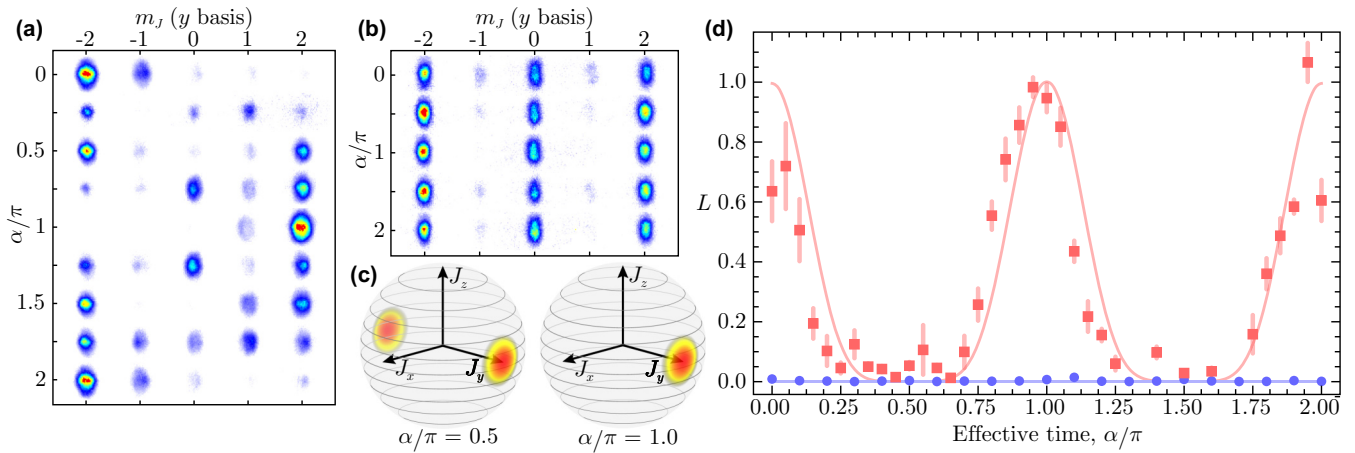 (a)
m_J (y basis)
-2 -1 0 1 2
α/π
0
0.5
1
1.5
2
(b)
m_J (y basis)
-2 -1 0 1 2
α/π
0
1
2
(c)
J_z
J_x
J_y
α/π = 0.5
J_z
J_x
J_y
α/π = 1.0
(d)
L
1.0
0.8
0.6
0.4
0.2
0.0
0.00 0.25 0.50 0.75 1.00 1.25 1.50 1.75 2.00
Effective time, α/π